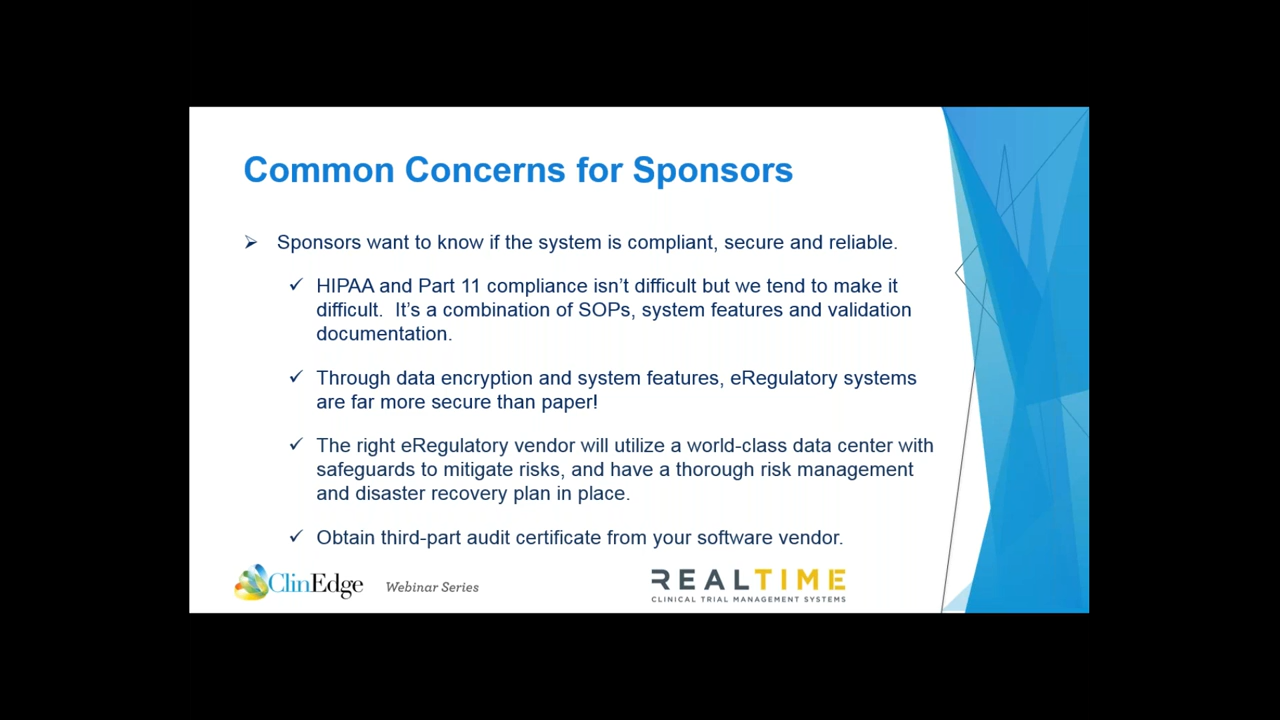 Common Concerns for Sponsors
Sponsors want to know if the system is compliant, secure and reliable.
HIPAA and Part 11 compliance isn’t difficult but we tend to make it
difficult.  It’s a combination of SOPs, system features and validation
documentation.
Through data encryption and system features, eRegulatory systems
are far more secure than paper!
The right eRegulatory vendor will utilize a world-class data center with
safeguards to mitigate risks, and have a thorough risk management
and disaster recovery plan in place.
Obtain third-part audit certificate from your software vendor.
ClinEdge Webinar Series
REALTIME
CLINICAL TRIAL MANAGEMENT SYSTEMS